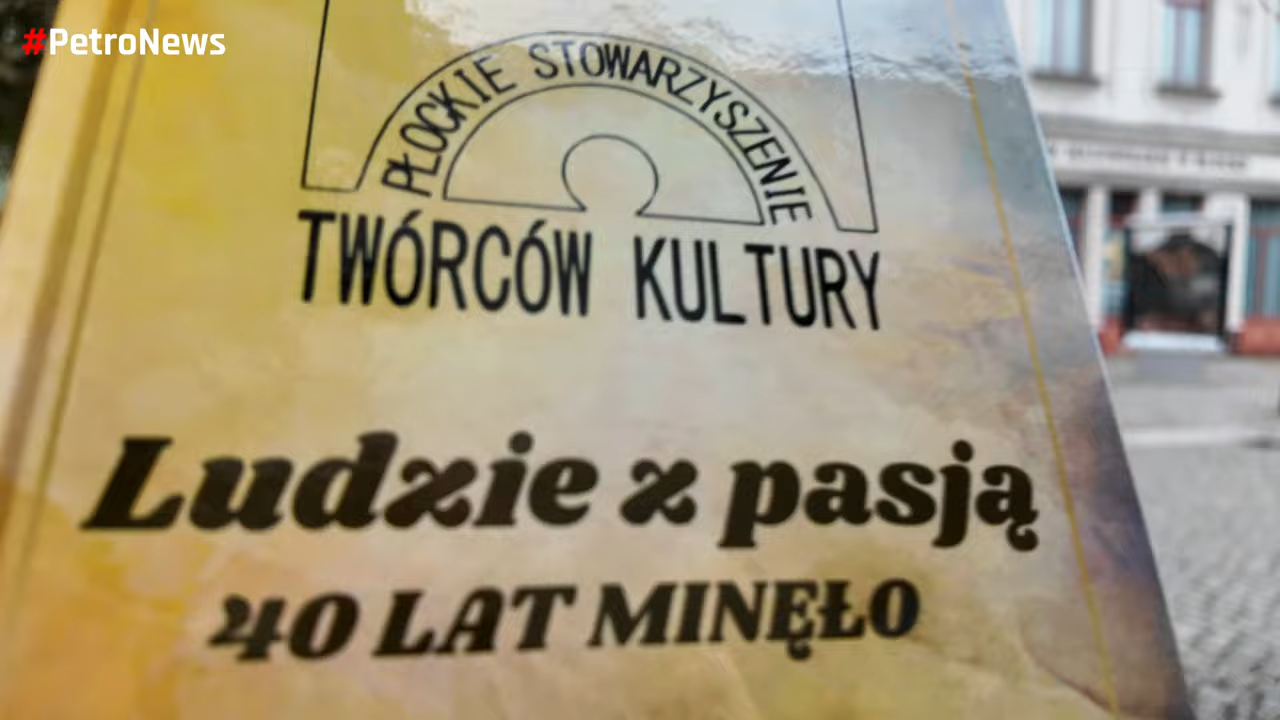 #PetroNews
PŁOCKIE STOWARZYSZENIE
TWÓRCÓW KULTURY
Ludzie z pasją
40 LAT MINĘŁO